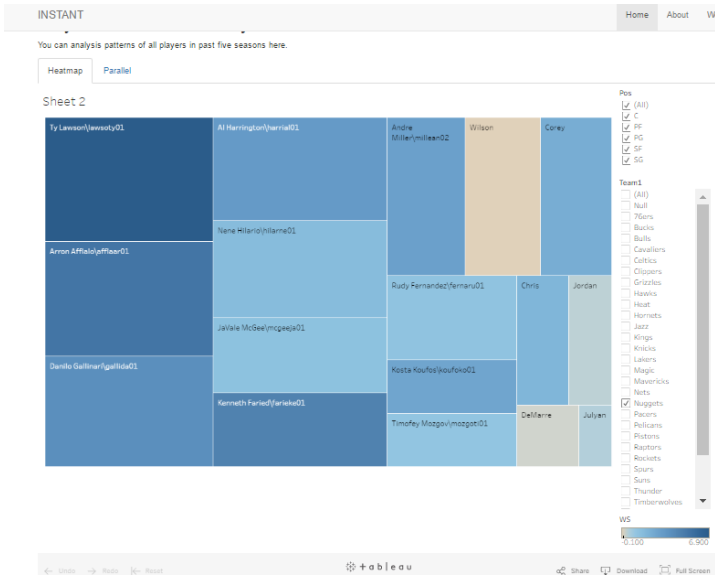 INSTANT
Home
About
W
You can analysis patterns of all players in past five seasons here.
Heatmap
Parallel
Sheet 2
Ty Lawson\lawsoty01
Al Harrington\harrial01
Andre
Miller\millean02
Wilson
Corey
Arron Afflalo\afflaar01
Nene Hilario\hilarne01
Rudy Fernandez\fernaru01
Chris
Jordan
JaVale McGee\mcgeeja01
Danilo Gallinari\gallida01
Kosta Koufos\koufoko01
Kenneth Faried\farieke01
Timofey Mozgov\mozgoti01
DeMarre
Julyan
Pos
(All)
C
PF
PG
SF
SG
Team1
(All)
Null
76ers
Bucks
Bulls
Cavaliers
Celtics
Clippers
Grizzles
Hawks
Heat
Hornets
Jazz
Kings
Knicks
Lakers
Magic
Mavericks
Nets
Nuggets
Pacers
Pelicans
Pistons
Raptors
Rockets
Spurs
Suns
Thunder
Timberwolves
WS
-0.100
6.900
Undo
Redo
Reset
+ableau
Share
Download
Full Screen